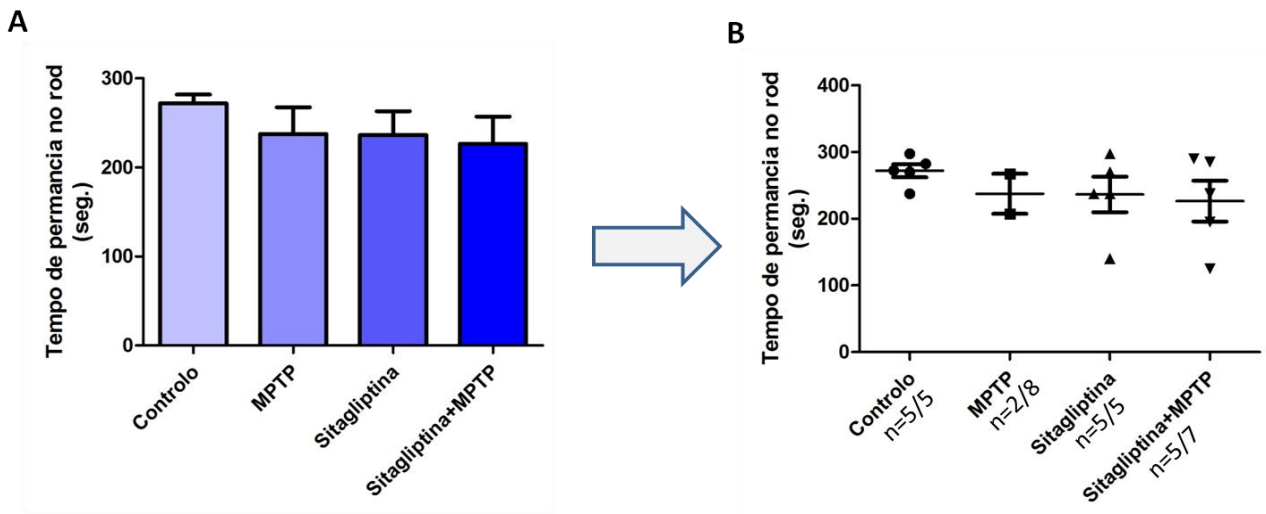 A
Tempo de permancia no rod
(seg.)
300
200
100
0
Controlo
MPTP
Sitagliptina
Sitagliptina+MPTP
B
Tempo de permancia no rod
(seg.)
400
300
200
100
0
Controlo
n=5/5
MPTP
n=2/8
Sitagliptina
n=5/5
Sitagliptina+MPTP
n=5/7